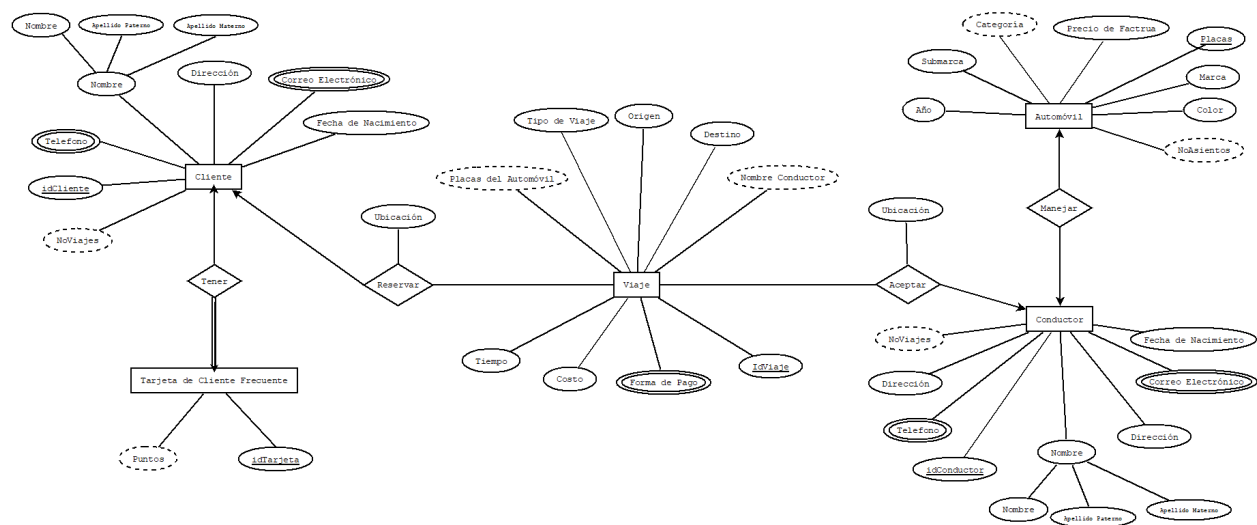 Nombre
Apellido Paterno
Apellido Materno
Nombre
Dirección
Correo Electrónico
Fecha de Nacimiento
Telefono
idCliente
NoViajes
Cliente
Tener
Tarjeta de Cliente Frecuente
Puntos
idTarjeta
Ubicación
Reservar
Tipo de Viaje
Origen
Destino
Placas del Automóvil
Nombre Conductor
Viaje
Tiempo
Costo
Forma de Pago
IdViaje
Ubicación
Aceptar
Categoría
Precio de Factrua
Placas
Submarca
Marca
Año
Color
Automóvil
NoAsientos
Manejar
Conductor
NoViajes
Fecha de Nacimiento
Dirección
Correo Electrónico
Telefono
Dirección
idConductor
Nombre
Nombre
Apellido Paterno
Apellido Materno